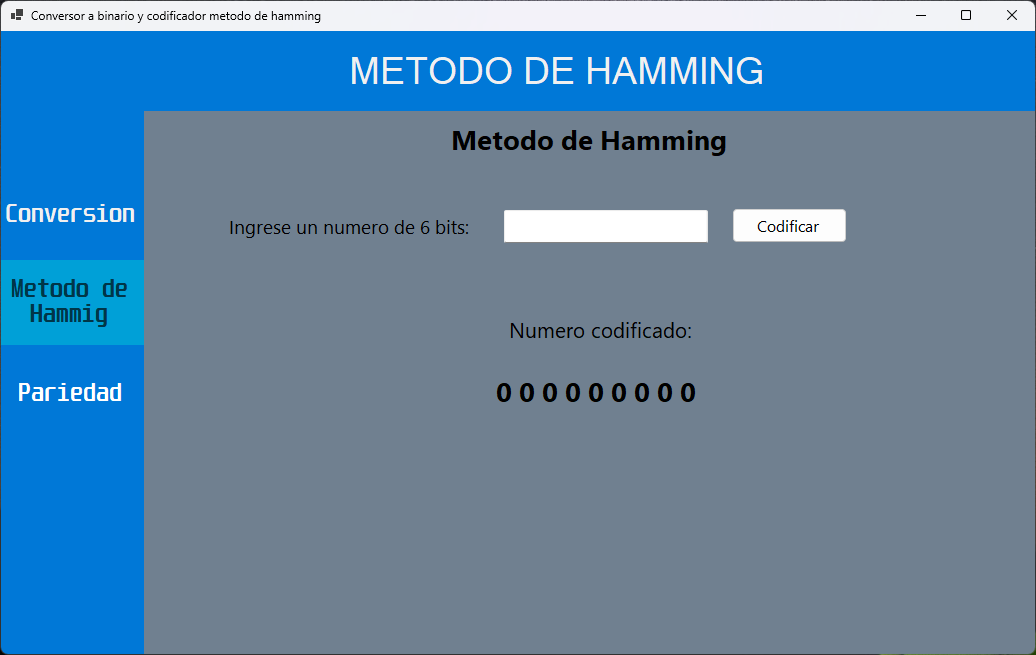 Conversor a binario y codificador metodo de hamming
METODO DE HAMMING
Metodo de Hamming
Conversion
Ingrese un numero de 6 bits:
Codificar
Metodo de
Hammig
Numero codificado:
Pariedad
0 0 0 0 0 0 0 0 0